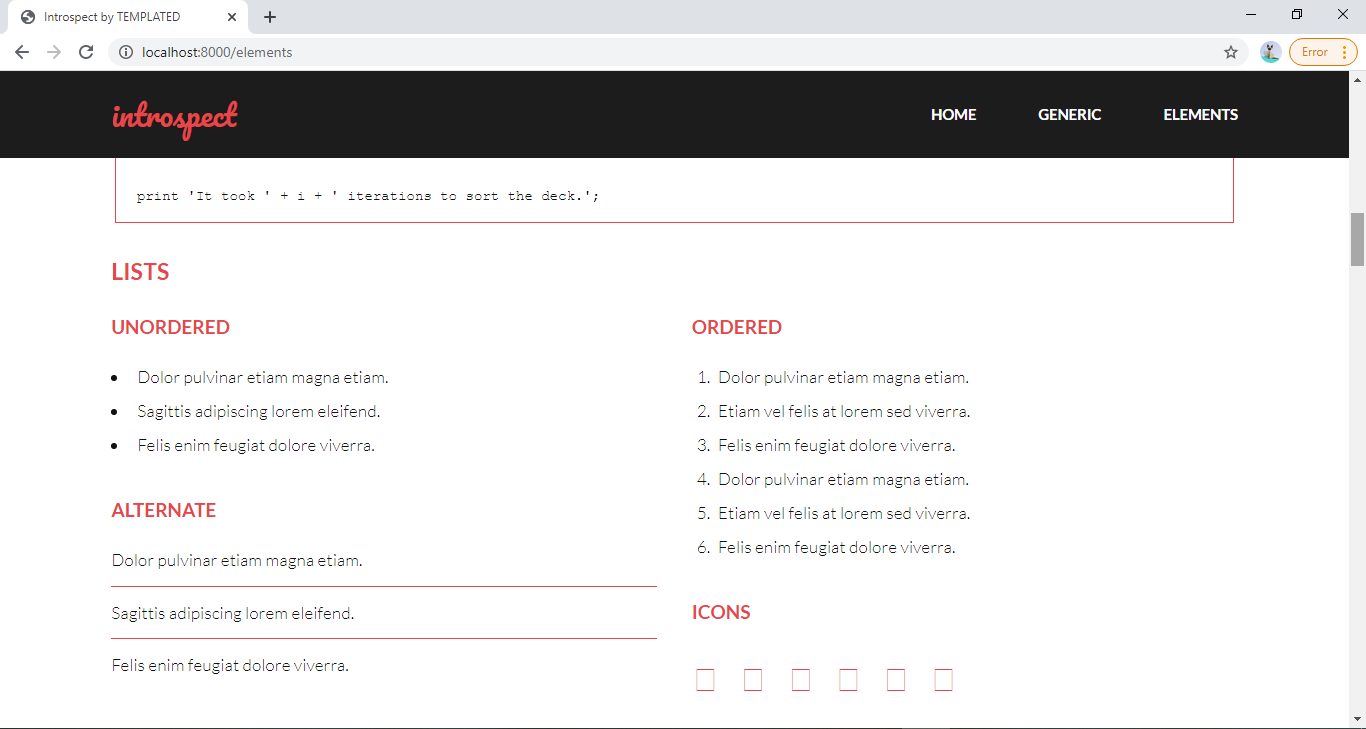 Introspect by TEMPLATED
localhost:8000/elements
Error
introspect
HOME
GENERIC
ELEMENTS
print 'It took ' + i + ' iterations to sort the deck.';
LISTS
UNORDERED
• Dolor pulvinar etiam magna etiam.
• Sagittis adipiscing lorem eleifend.
• Felis enim feugiat dolore viverra.
ALTERNATE
Dolor pulvinar etiam magna etiam.
Sagittis adipiscing lorem eleifend.
Felis enim feugiat dolore viverra.
ORDERED
1. Dolor pulvinar etiam magna etiam.
2. Etiam vel felis at lorem sed viverra.
3. Felis enim feugiat dolore viverra.
4. Dolor pulvinar etiam magna etiam.
5. Etiam vel felis at lorem sed viverra.
6. Felis enim feugiat dolore viverra.
ICONS